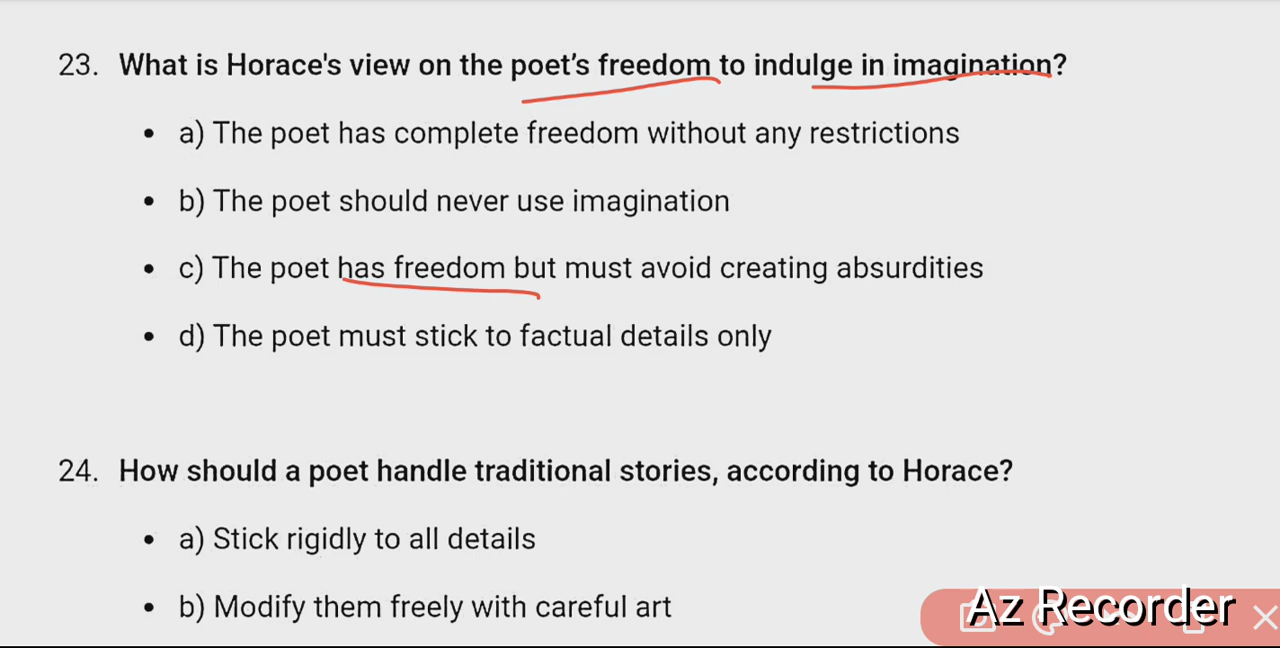 23. What is Horace's view on the poet's freedom to indulge in imagination?
• a) The poet has complete freedom without any restrictions
• b) The poet should never use imagination
• c) The poet has freedom but must avoid creating absurdities
• d) The poet must stick to factual details only
24. How should a poet handle traditional stories, according to Horace?
• a) Stick rigidly to all details
• b) Modify them freely with careful art
Az Recorder